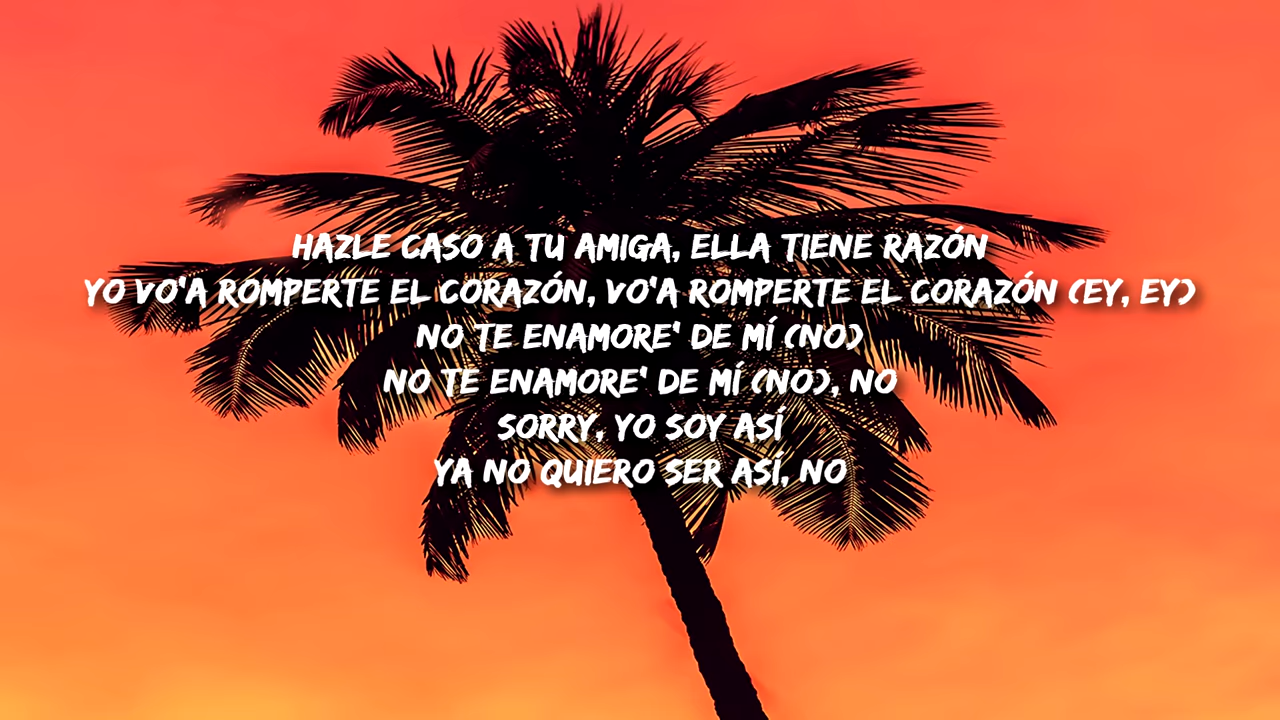 HAZLE CASO A TU AMIGA, ELLA TIENE RAZÓN
YO VO'A ROMPERTE EL CORAZÓN, VO'A ROMPERTE EL CORAZÓN (EY, EY)
NO TE ENAMORE' DE MÍ (NO)
NO TE ENAMORE' DE MÍ (NO), NO
SORRY, YO SOY ASÍ
YA NO QUIERO SER ASÍ, NO